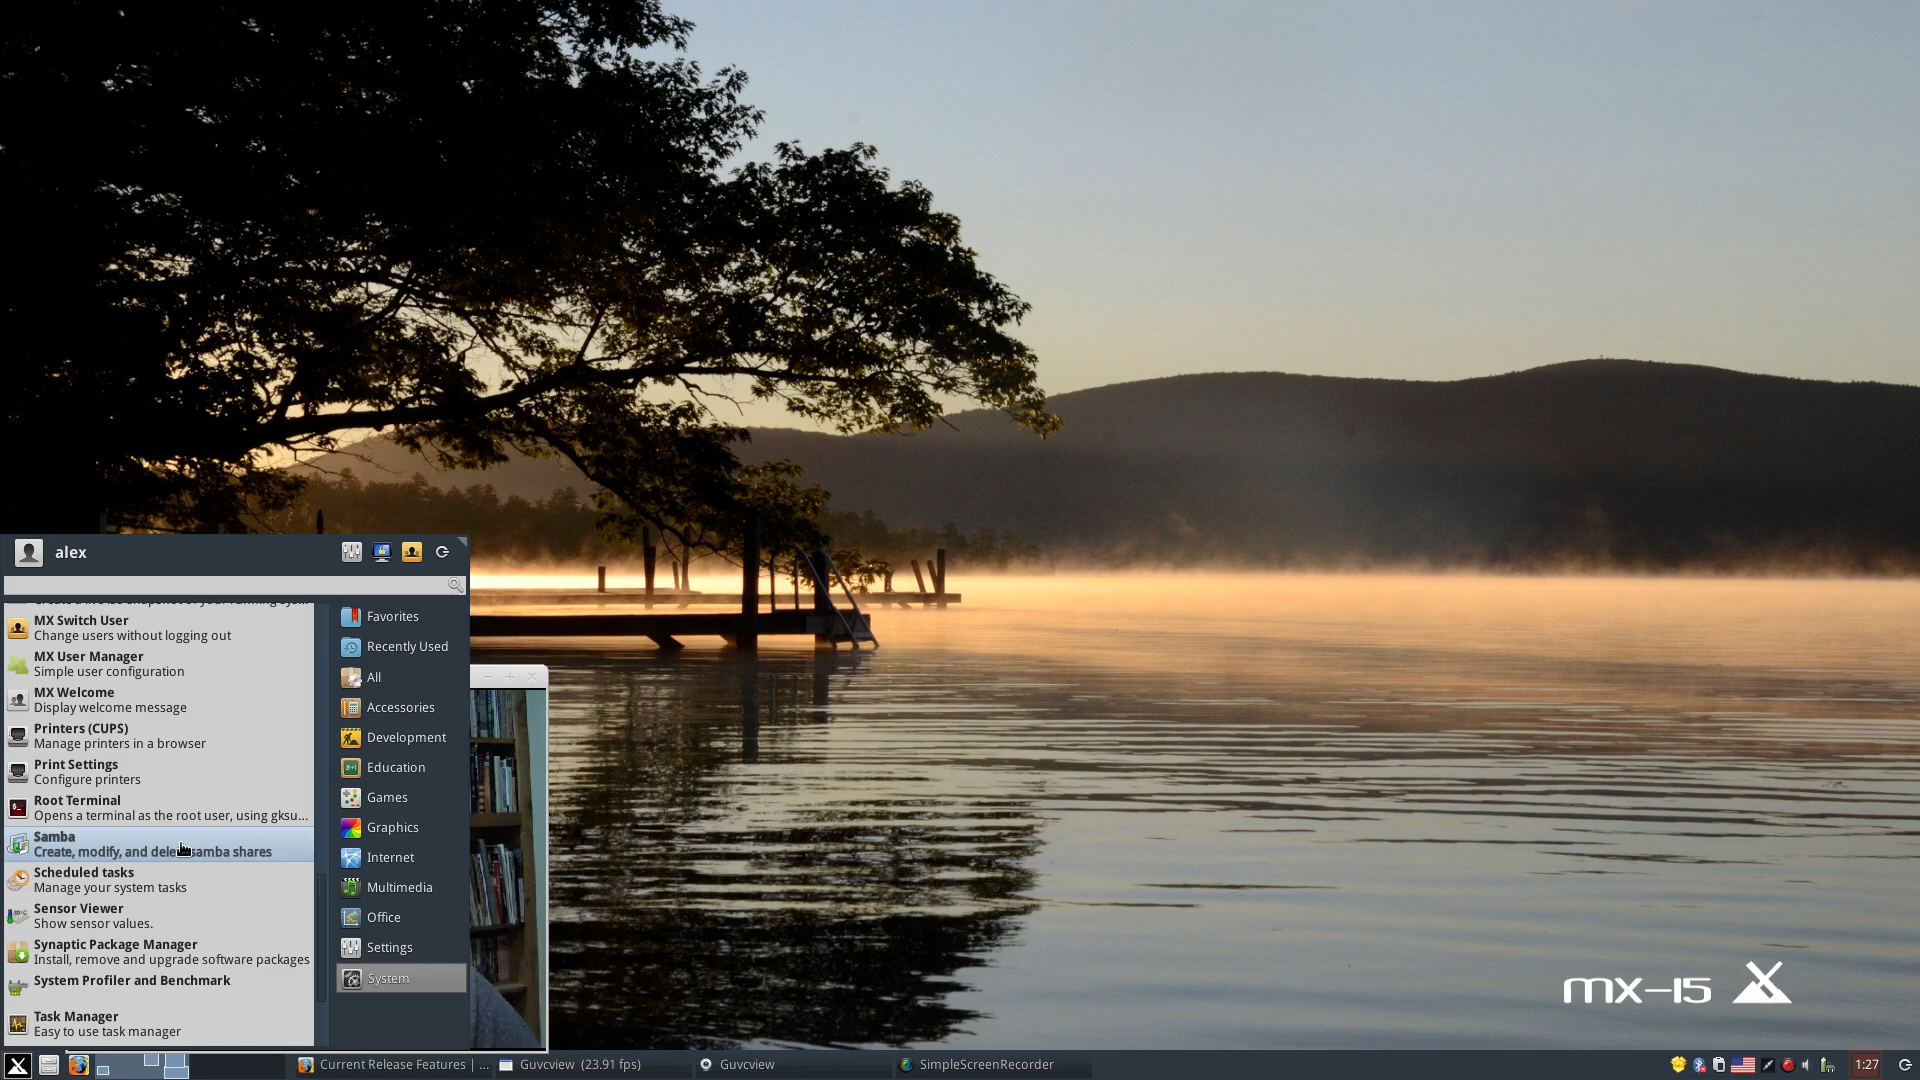 alex
MX Switch User
Change users without logging out
MX User Manager
Simple user configuration
MX Welcome
Display welcome message
Printers (CUPS)
Manage printers in a browser
Print Settings
Configure printers
Root Terminal
Opens a terminal as the root user, using gksu...
Samba
Create, modify, and delete samba shares
Scheduled tasks
Manage your system tasks
Sensor Viewer
Show sensor values.
Synaptic Package Manager
Install, remove and upgrade software packages
System Profiler and Benchmark
Task Manager
Easy to use task manager
Favorites
Recently Used
All
Accessories
Development
Education
Games
Graphics
Internet
Multimedia
Office
Settings
System
mx-15
Current Release Features | ...
Guvcview (23.91 fps)
Guvcview
SimpleScreenRecorder
1:27